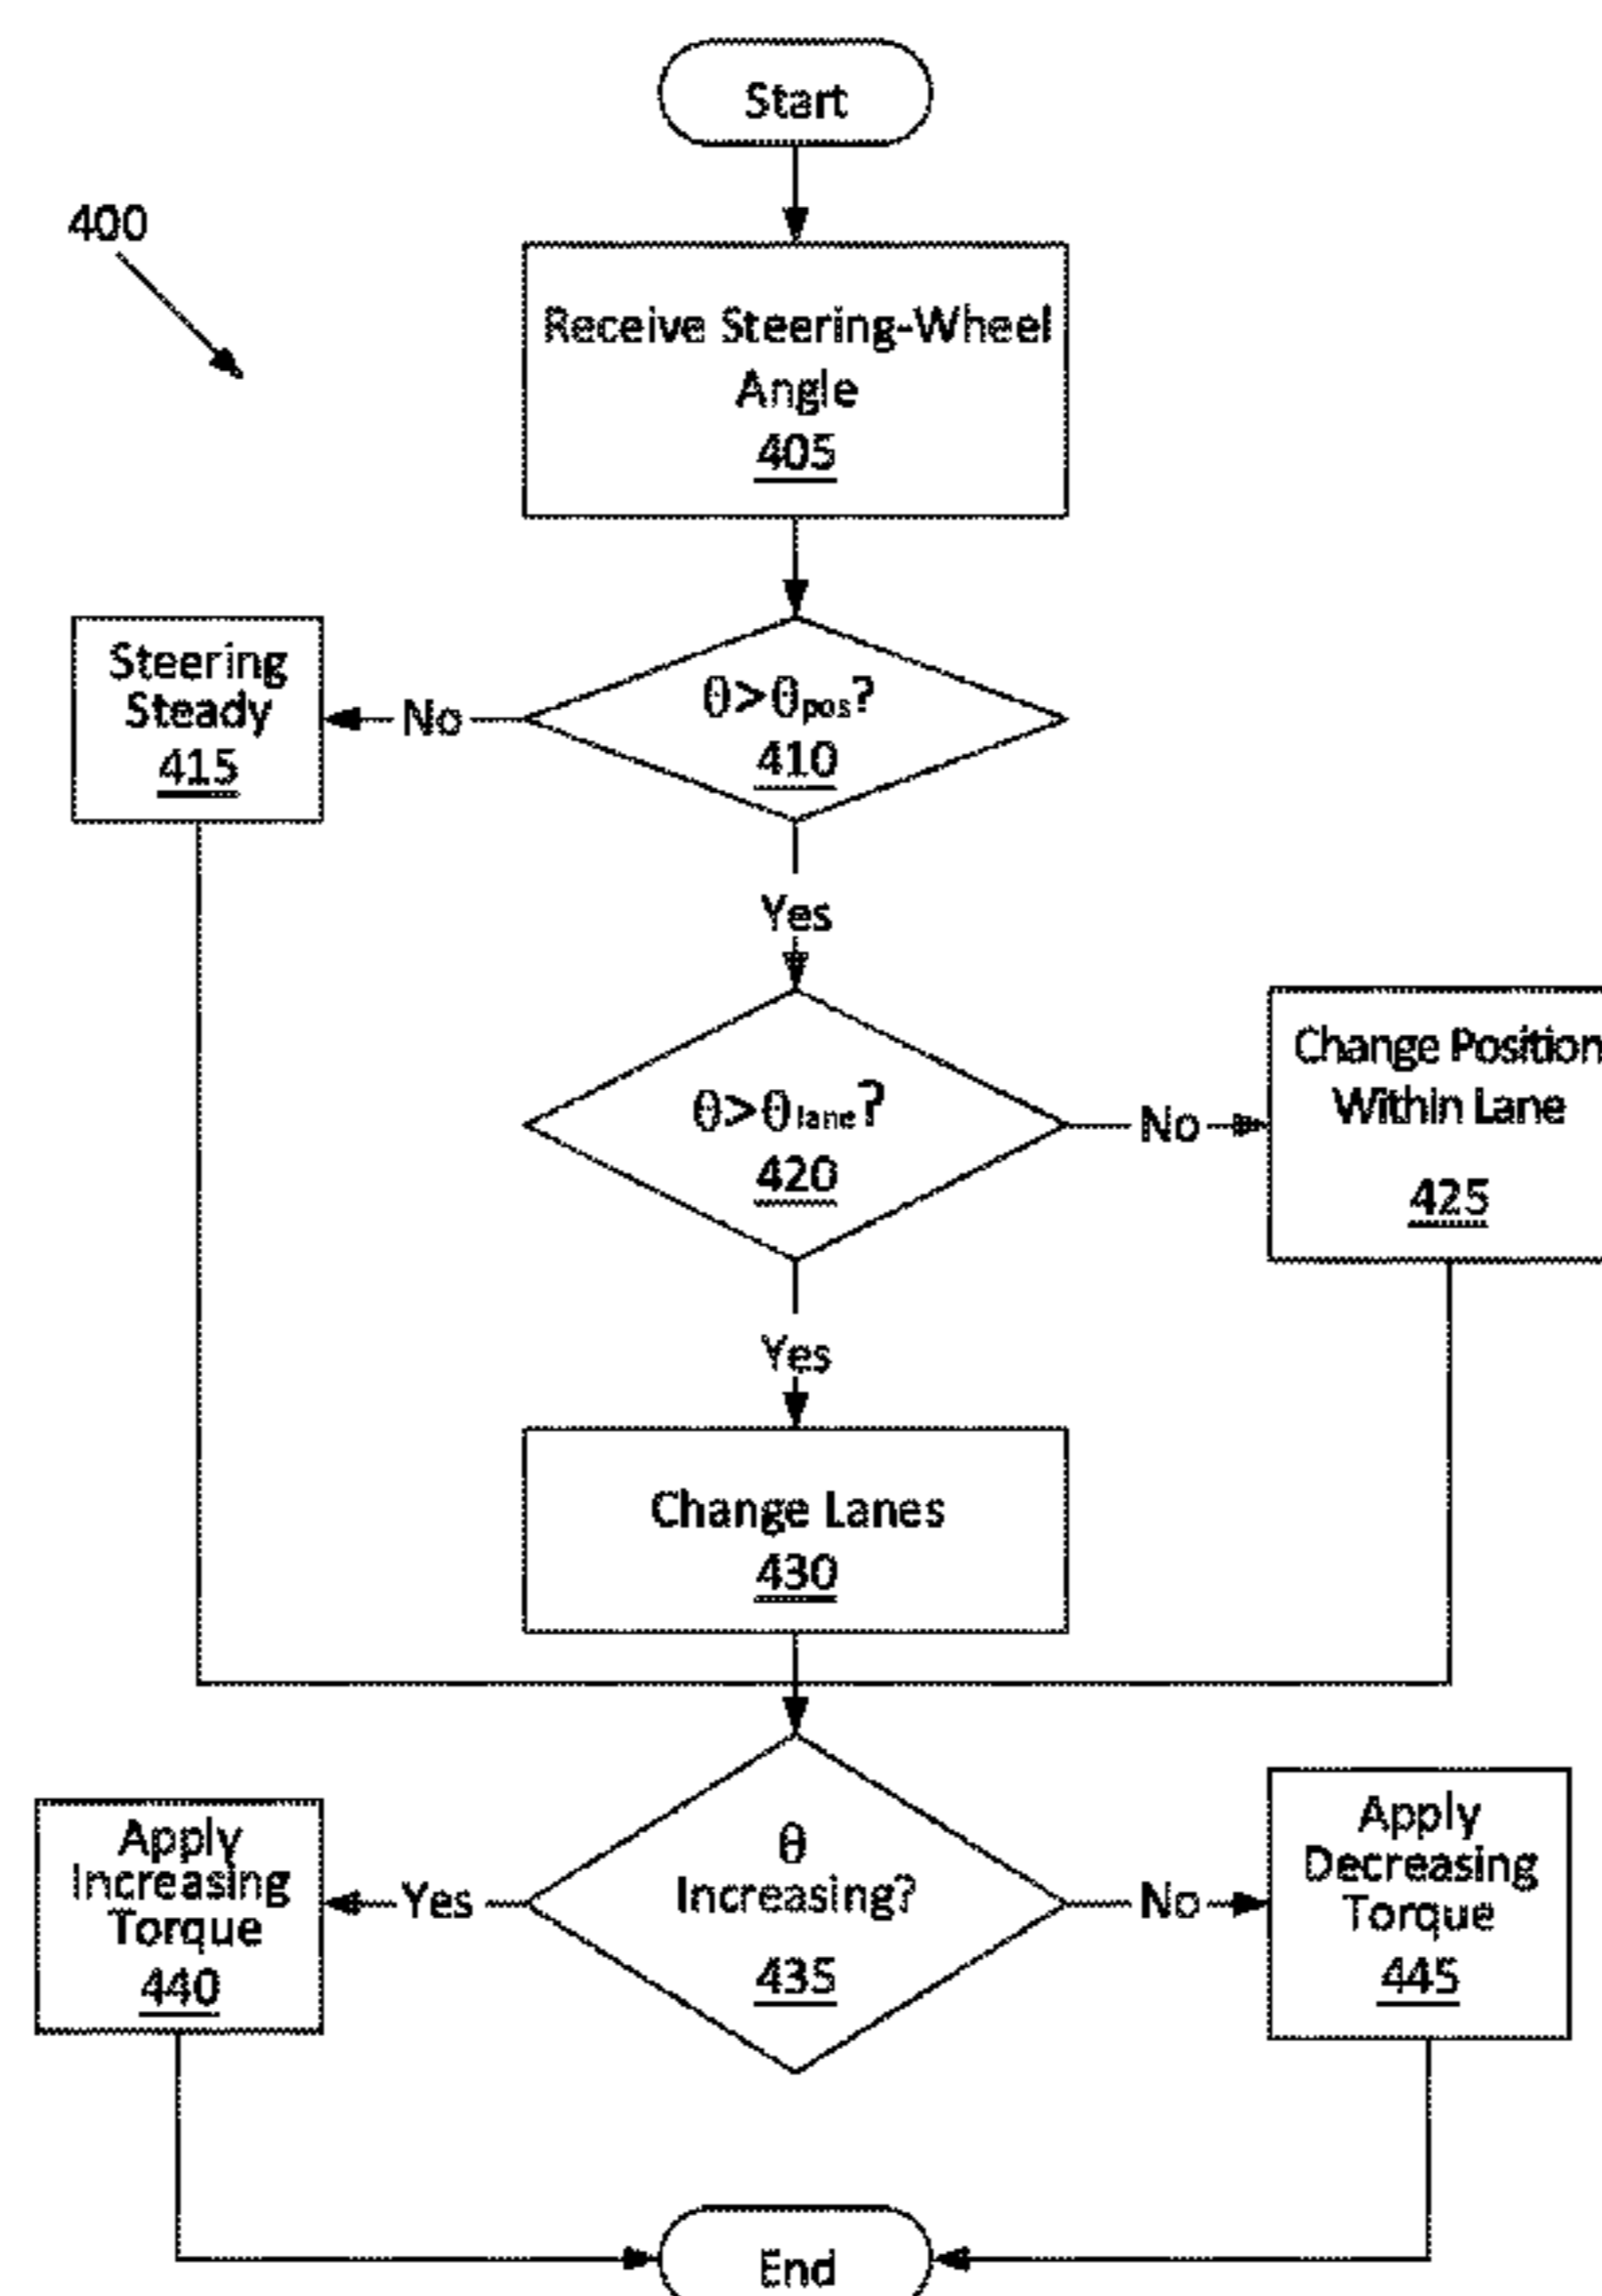 Start
400
Receive Steering-Wheel
Angle
405
Steering
Steady
415
No
θ>θpos?
410
Yes
θ>θlane?
420
No
Change Position
Within Lane
425
Yes
Change Lanes
430
Apply
Increasing
Torque
440
Yes
θ
Increasing?
435
No
Apply
Decreasing
Torque
445
End